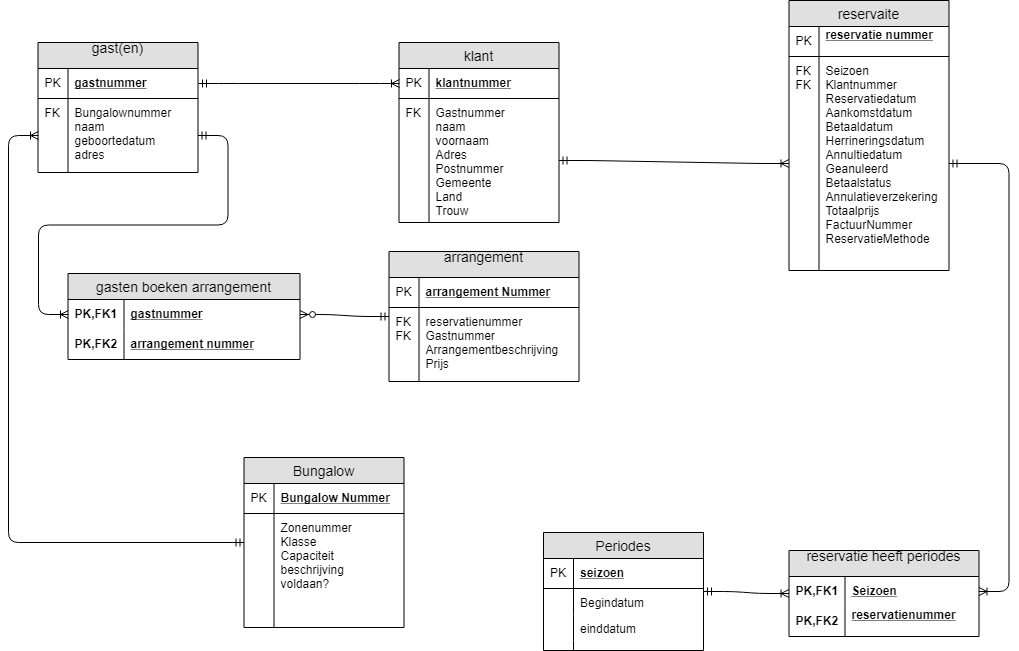 gast(en)
PK gastnummer
FK Bungalownummer
naam
geboortedatum
adres
klant
PK klantnummer
FK Gastnummer
naam
voornaam
Adres
Postnummer
Gemeente
Land
Trouw
reservaite
PK reservatie nummer
FK Seizoen
FK Klantnummer
Reservatiedatum
Aankomstdatum
Betaaldatum
Herrineringsdatum
Annultiedatum
Geanuleerd
Betaalstatus
Annulatieverzekering
Totaalprijs
FactuurNummer
ReservatieMethode
gasten boeken arrangement
PK,FK1 gastnummer
PK,FK2 arrangement nummer
arrangement
PK arrangement Nummer
FK reservatienummer
FK Gastnummer
Arrangementbeschrijving
Prijs
Bungalow
PK Bungalow Nummer
Zonenummer
Klasse
Capaciteit
beschrijving
voldaan?
Periodes
PK seizoen
Begindatum
einddatum
reservatie heeft periodes
PK,FK1 Seizoen
PK,FK2 reservatienummer